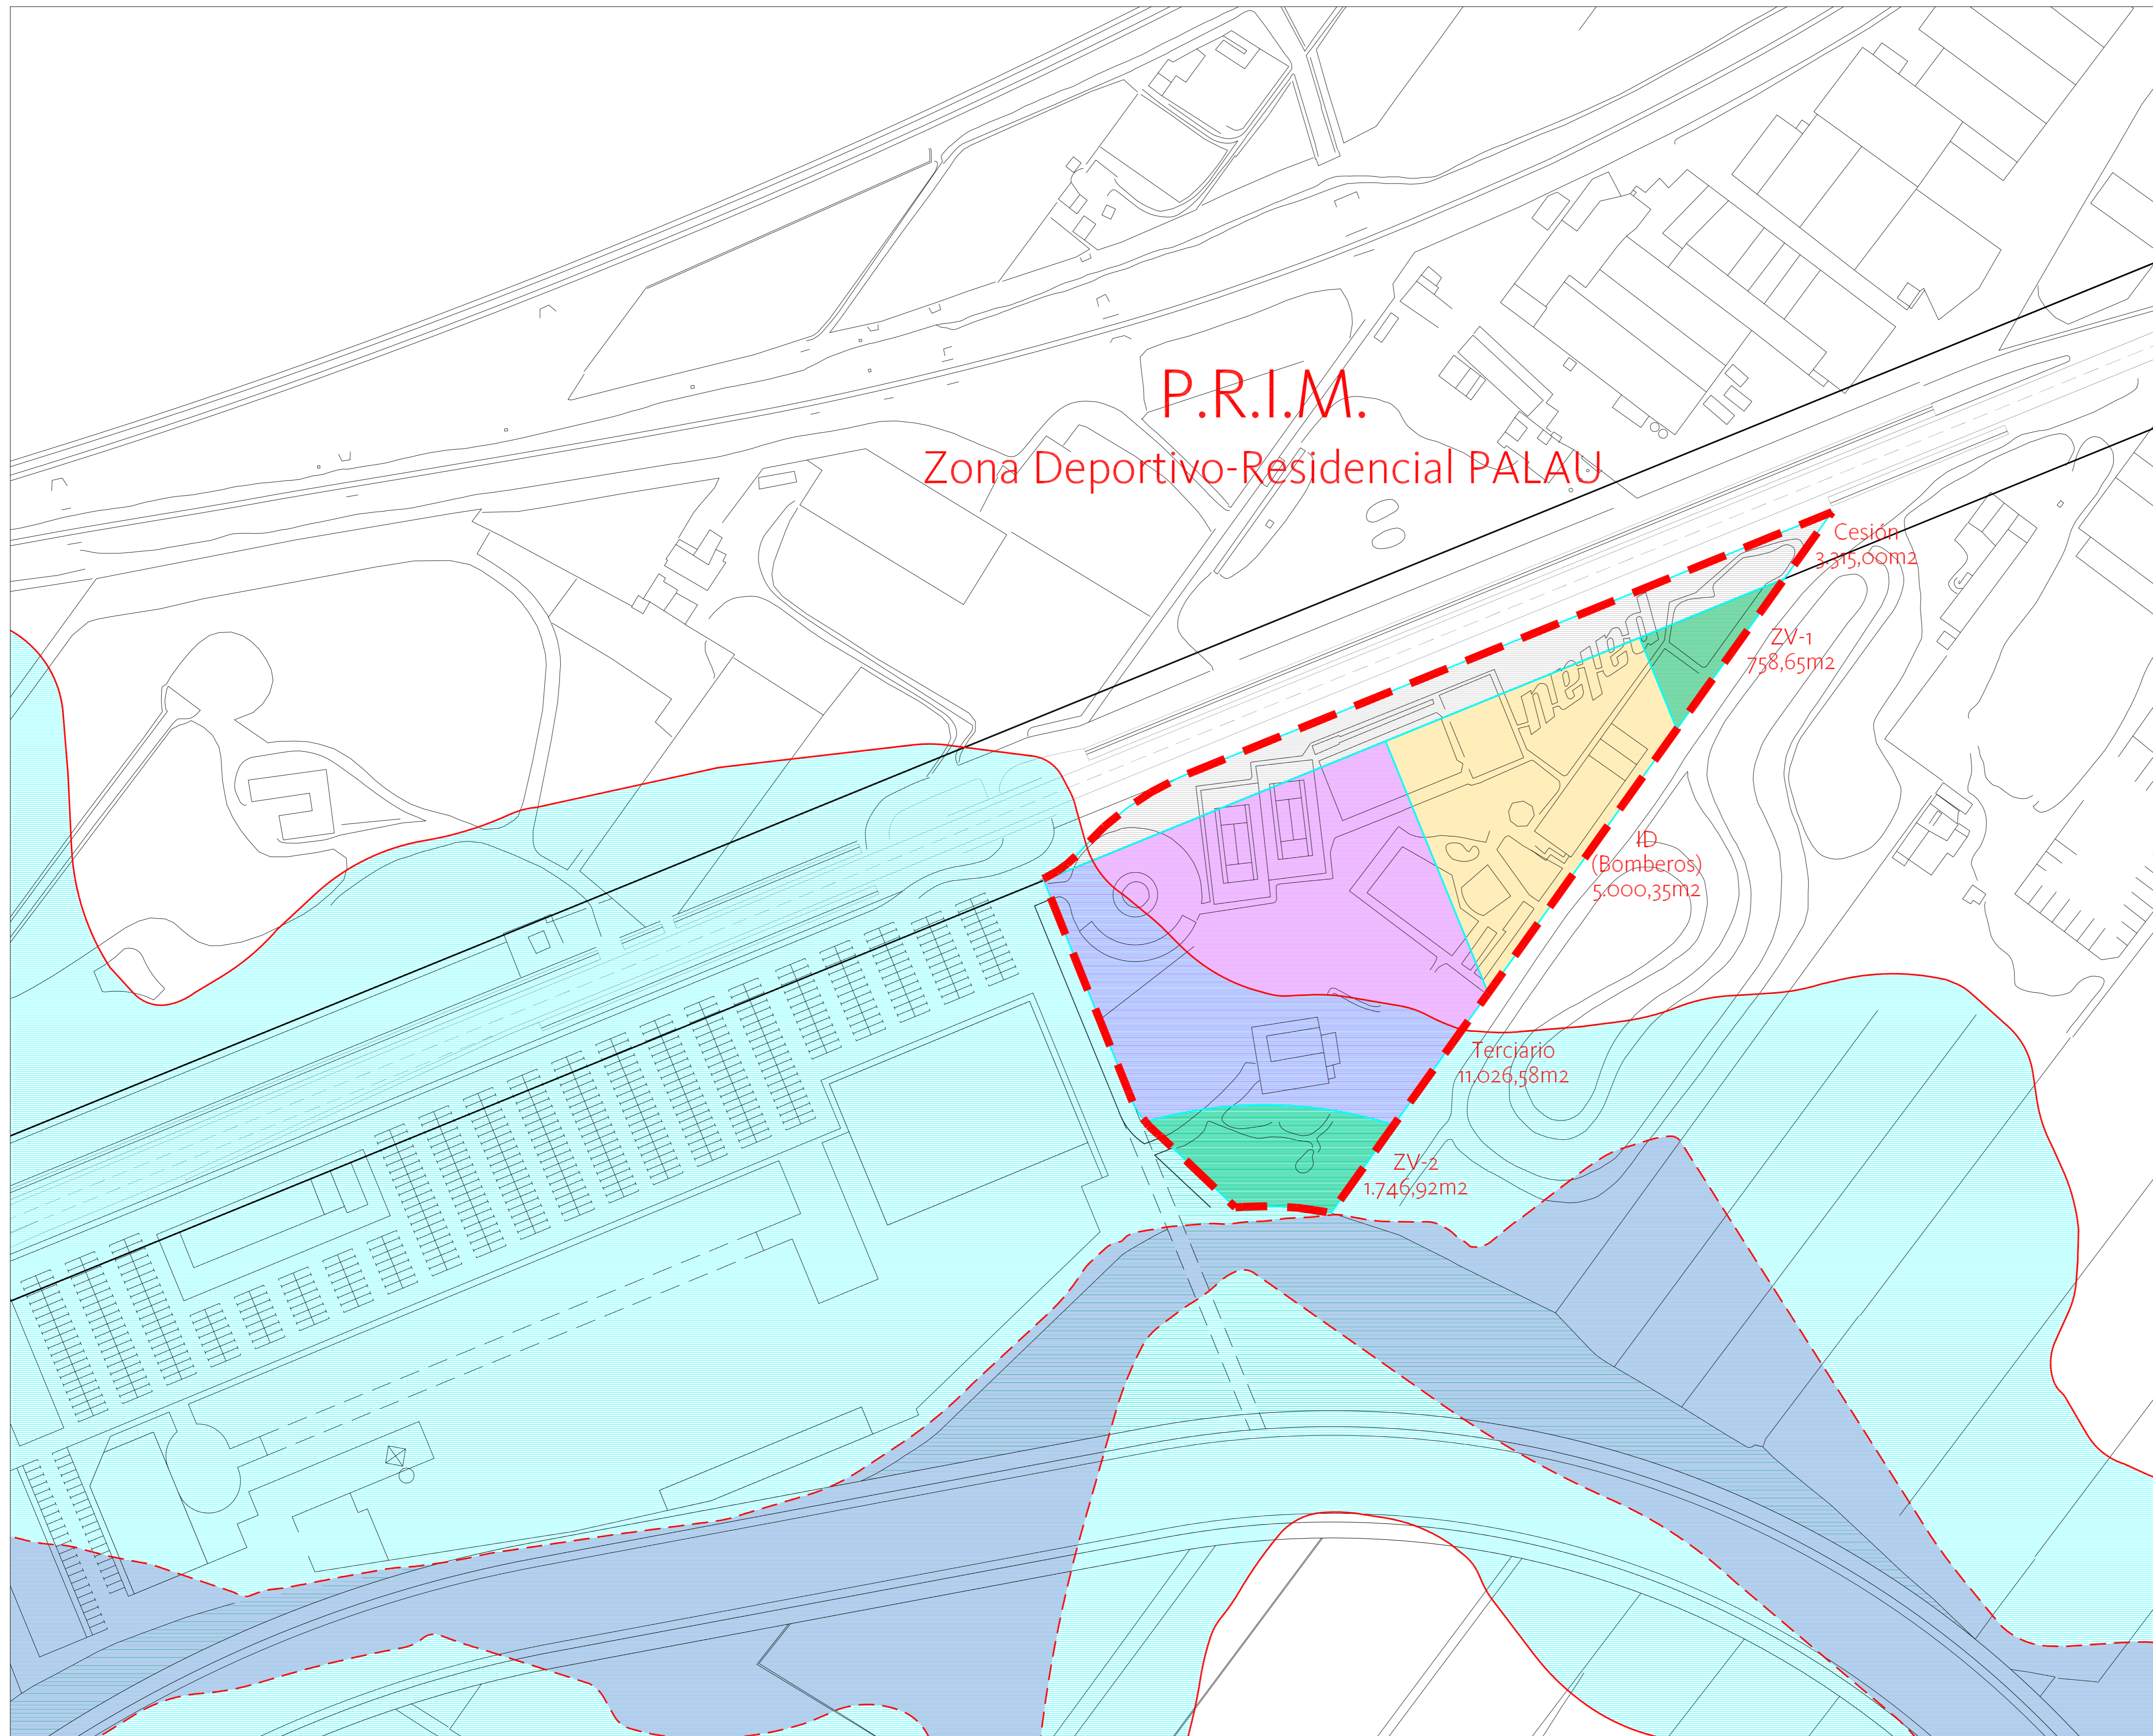 P.R.I.M.
Zona Deportivo-Residencial PALAU
Cesión
3.315,00m2
palau
ZV-1
758,65m2
ID
(Bomberos)
5.000,35m2
Terciario
11.026,58m2
ZV-2
1.746,92m2